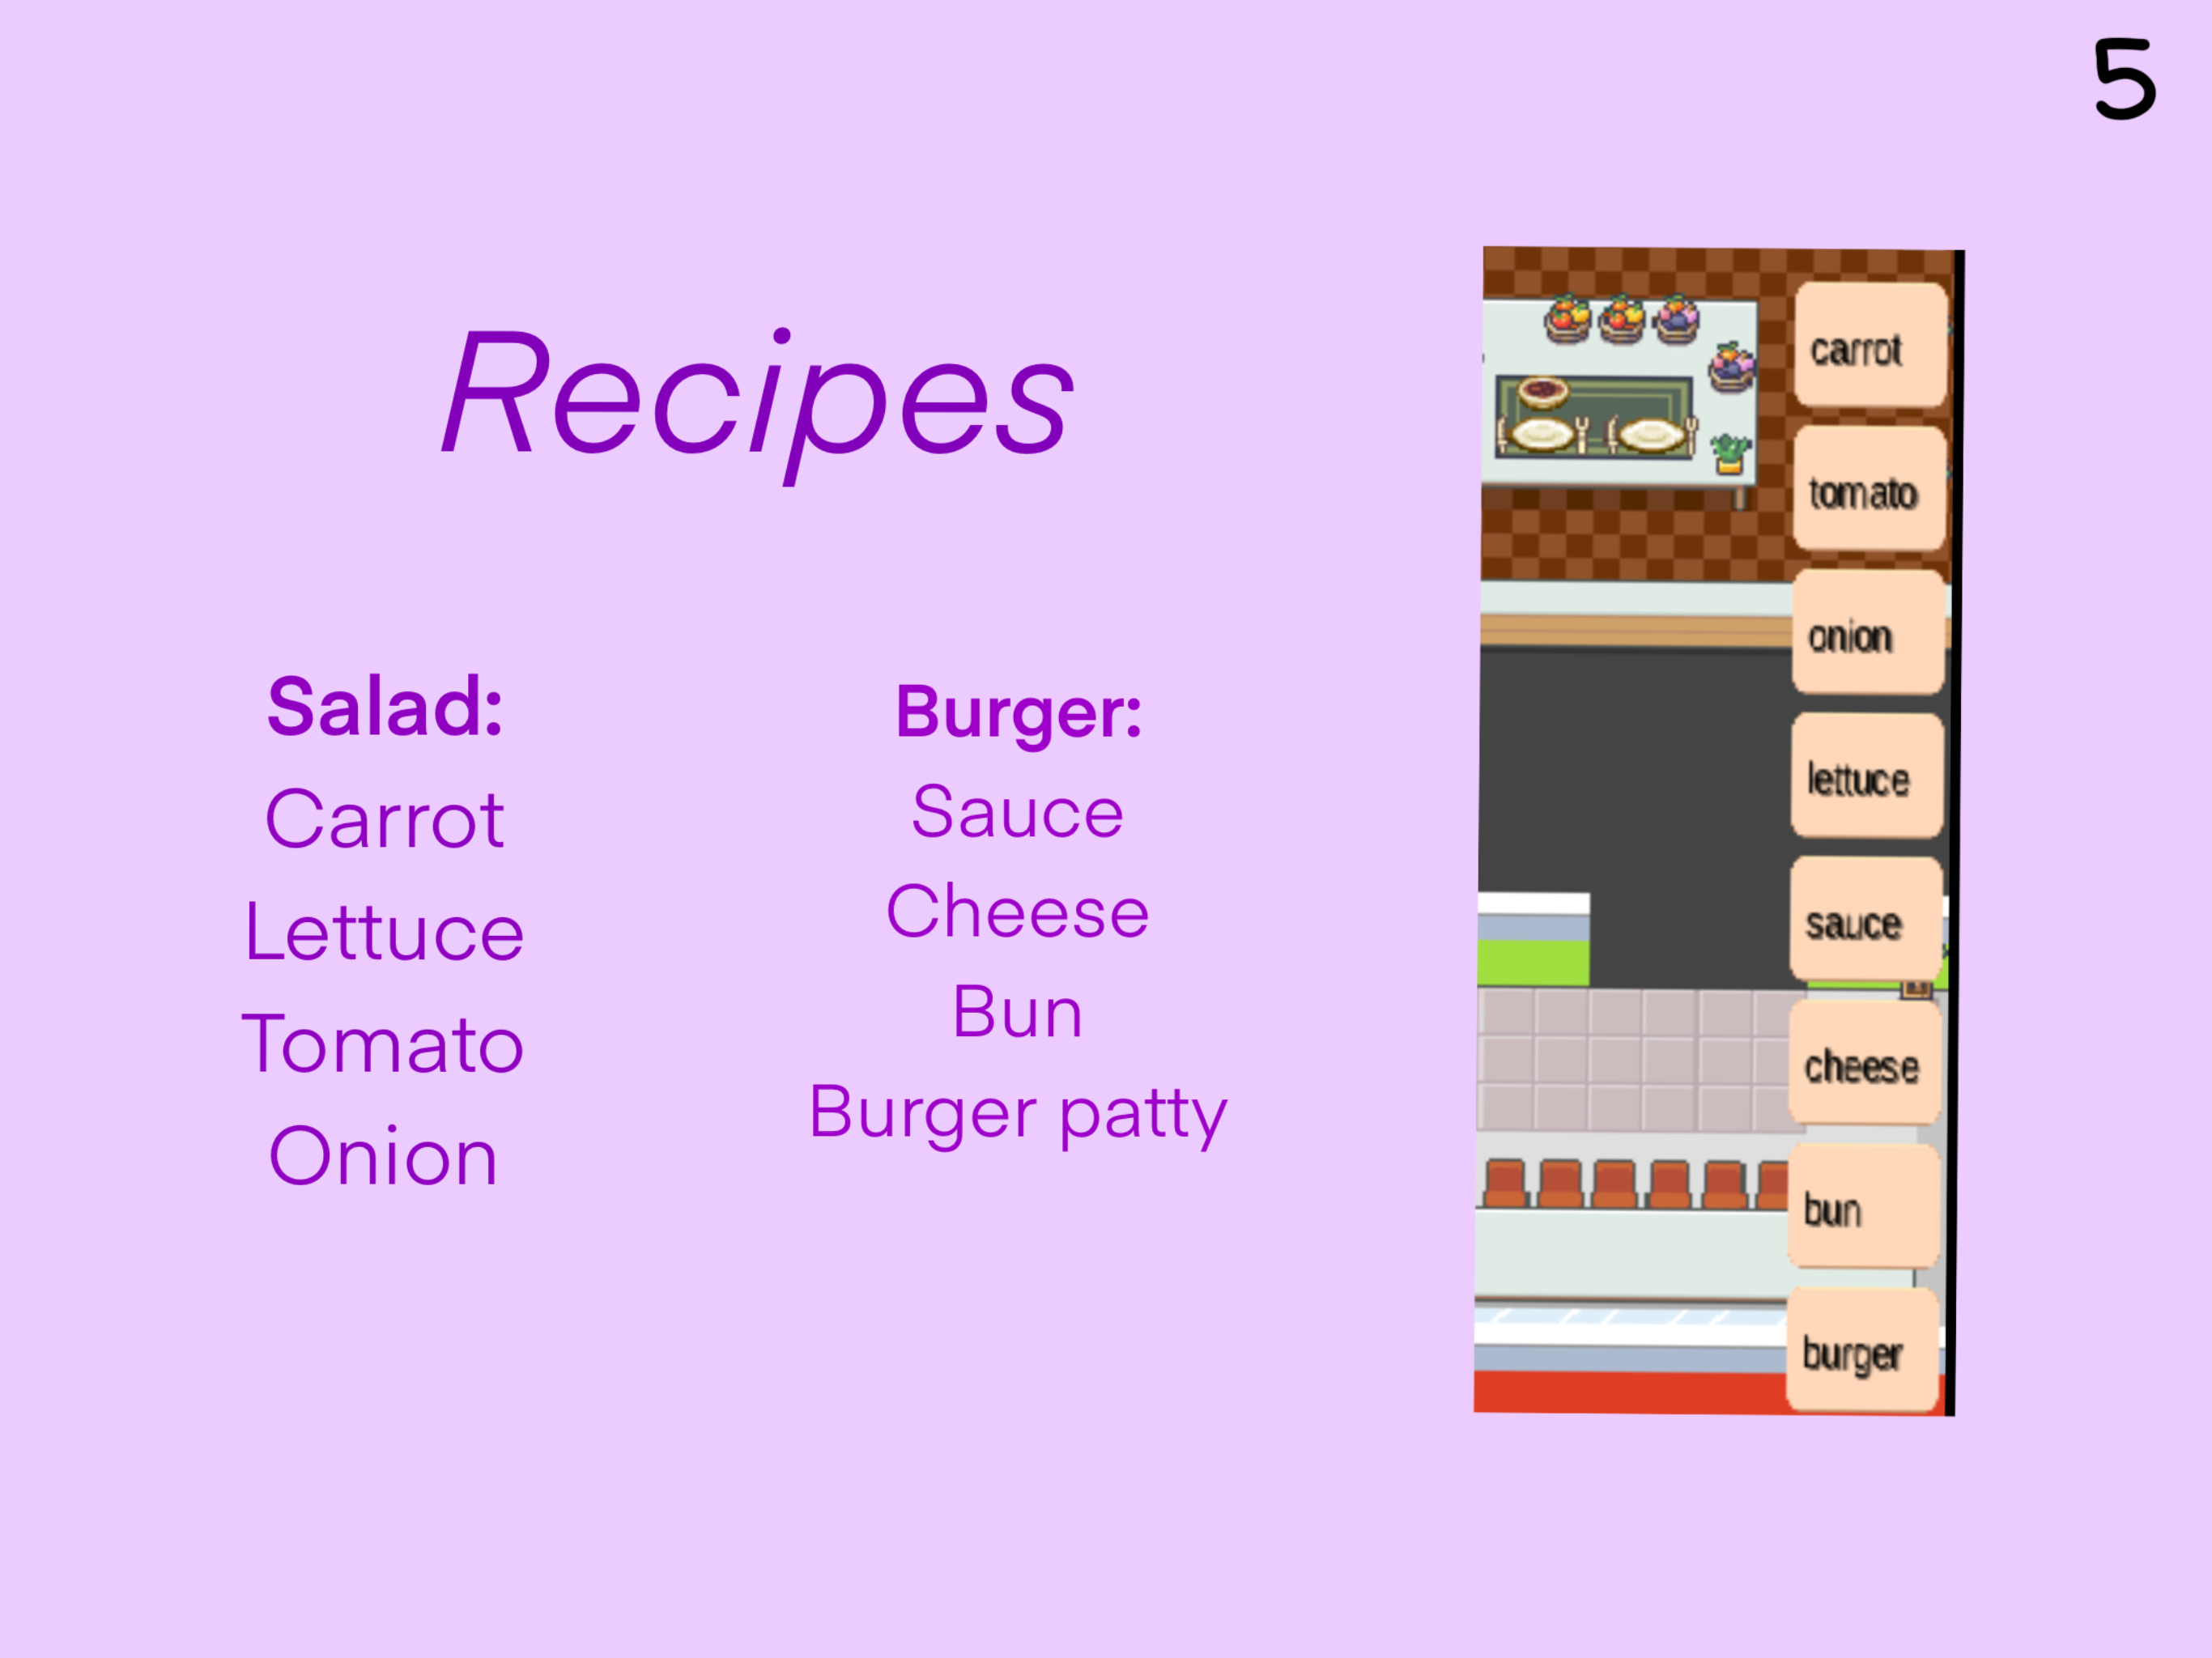 5
Recipes
Salad:
Carrot
Lettuce
Tomato
Onion
Burger:
Sauce
Cheese
Bun
Burger patty
carrot
tomato
onion
lettuce
sauce
cheese
bun
burger